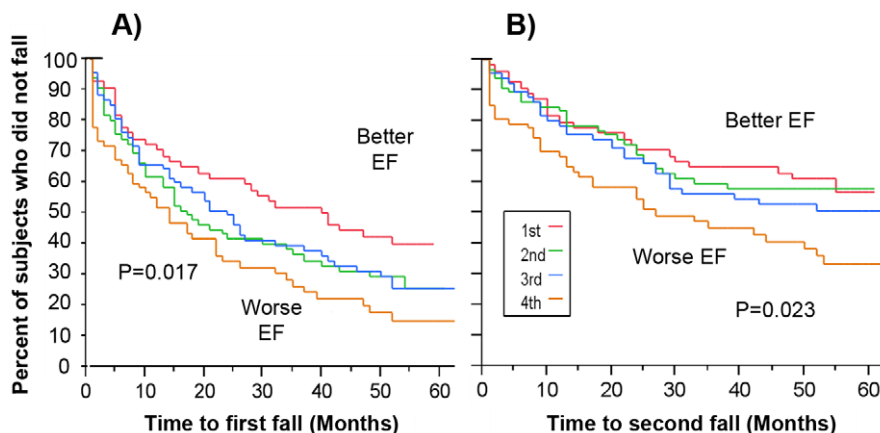 A)
B)
Percent of subjects who did not fall
100
90
80
70
60
50
40
30
20
10
0
Better
EF
P=0.017
Worse
EF
0
10
20
30
40
50
60
Time to first fall (Months)
Better EF
1st
2nd
3rd
4th
Worse EF
P=0.023
0
10
20
30
40
50
60
Time to second fall (Months)